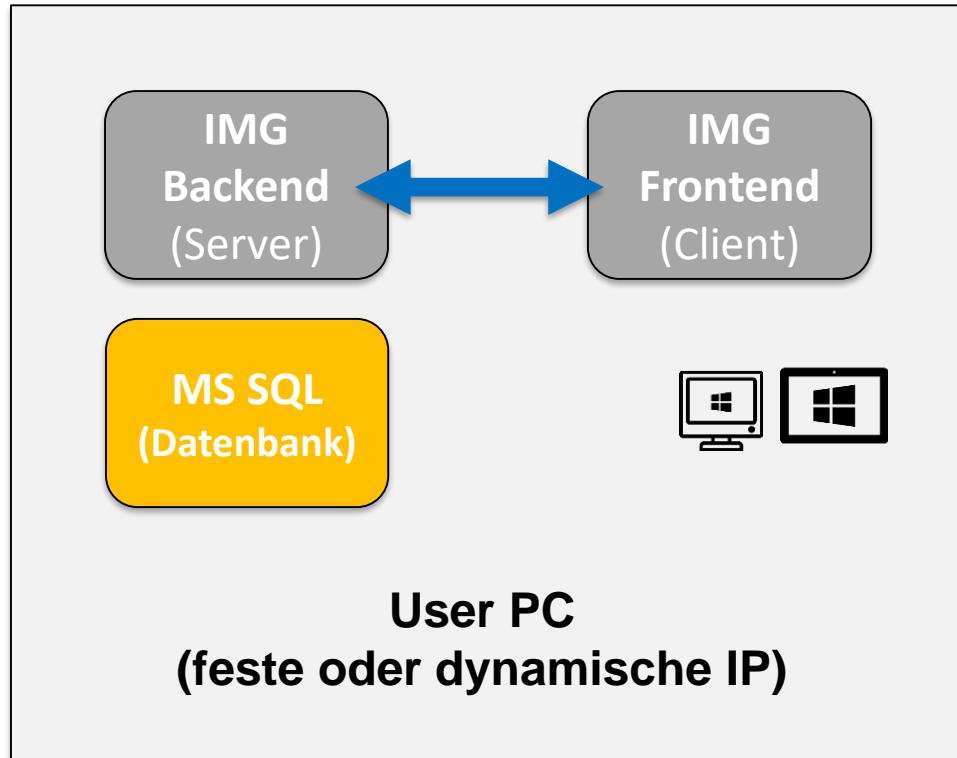 IMG
Backend
(Server)
IMG
Frontend
(Client)
MS SQL
(Datenbank)
User PC
(feste oder dynamische IP)